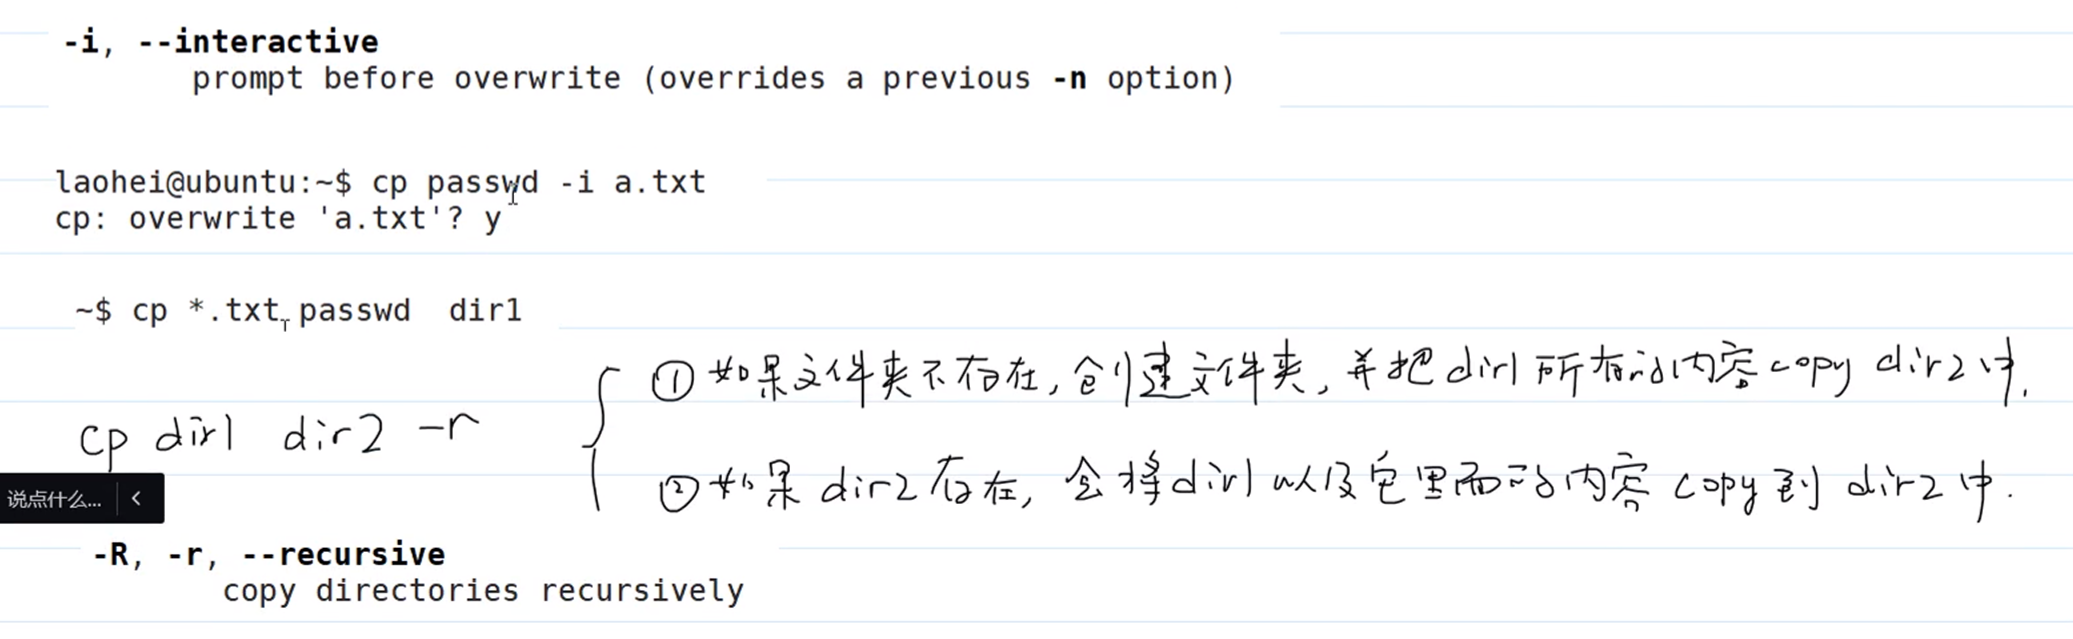 -i, --interactive
prompt before overwrite (overrides a previous -n option)
laohei@ubuntu:~$ cp passwd -i a.txt
cp: overwrite 'a.txt'? y
~$ cp *.txt passwd  dir1
cp dir1 dir2 -r
①如果文件夹不存在,创建文件夹,并把dir1所有的内容copy dir2中.
②如果dir2存在,会将dir1以及它里面的内容copy到dir2中.
说点什么...
-R, -r, --recursive
copy directories recursively